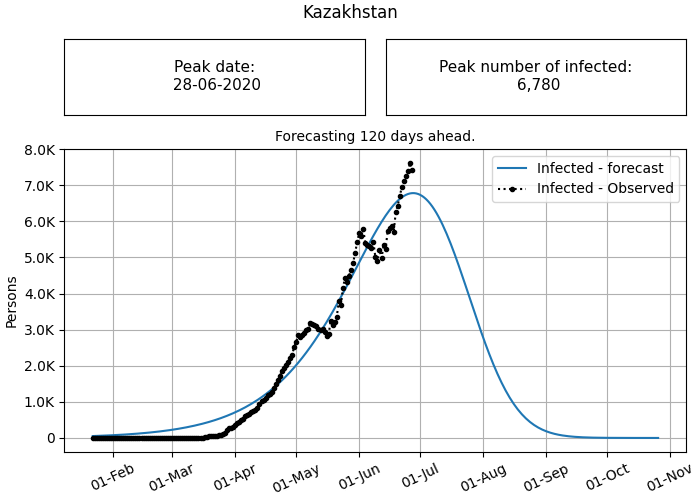 Kazakhstan
Peak date:
28-06-2020
Peak number of infected:
6,780
Forecasting 120 days ahead.
Infected - forecast
Infected - Observed
Persons
8.0K
7.0K
6.0K
5.0K
4.0K
3.0K
2.0K
1.0K
0
01-Feb
01-Mar
01-Apr
01-May
01-Jun
01-Jul
01-Aug
01-Sep
01-Oct
01-Nov